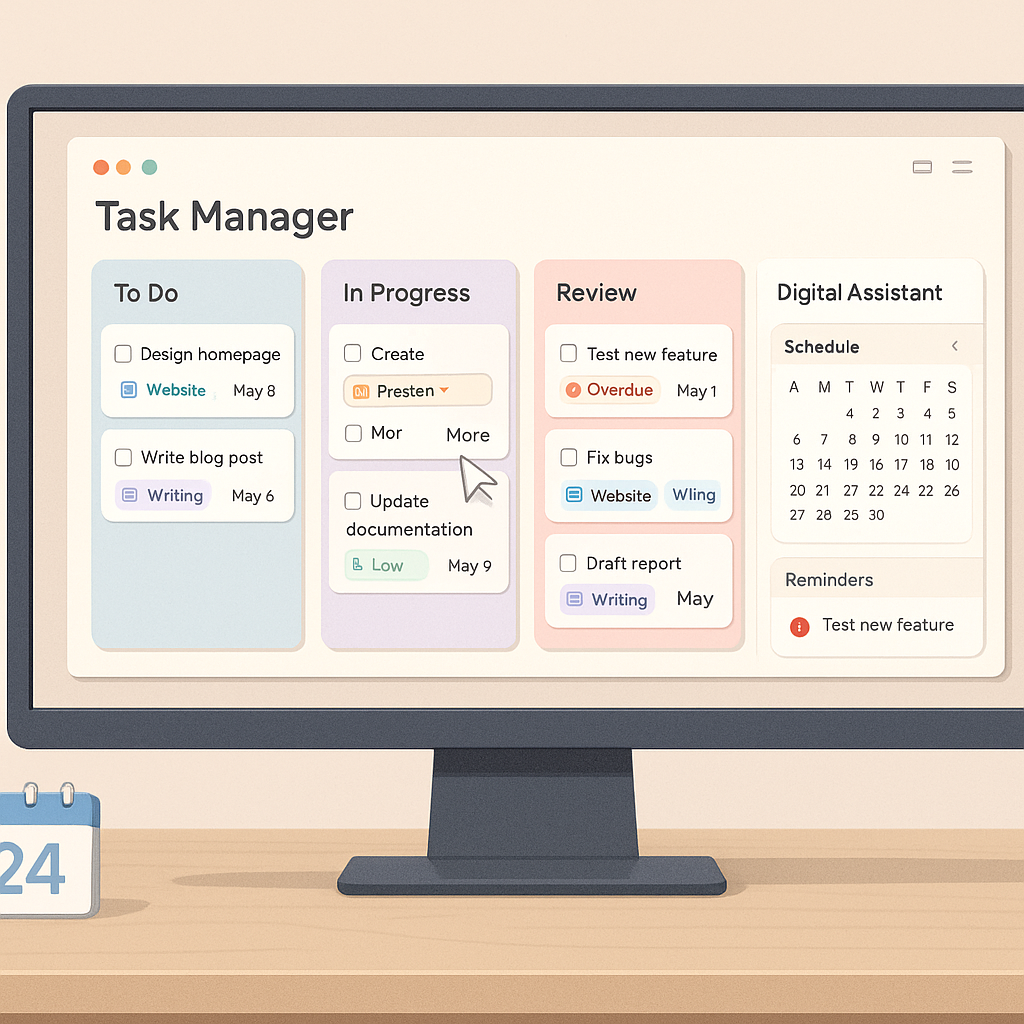 Task Manager
To Do
Design homepage
Website May 8
Write blog post
Writing May 6
In Progress
Create
Presten
Mor More
Update
documentation
Low May 9
Review
Test new feature
Overdue May 1
Fix bugs
Website Wling
Draft report
Writing May
Digital Assistant
Schedule
A M T W T F S
4 2 3 4 5
6 7 8 9 10 11 12
13 14 19 16 17 18 10
20 21 27 22 24 22 26
27 28 25 30
Reminders
Test new feature
24